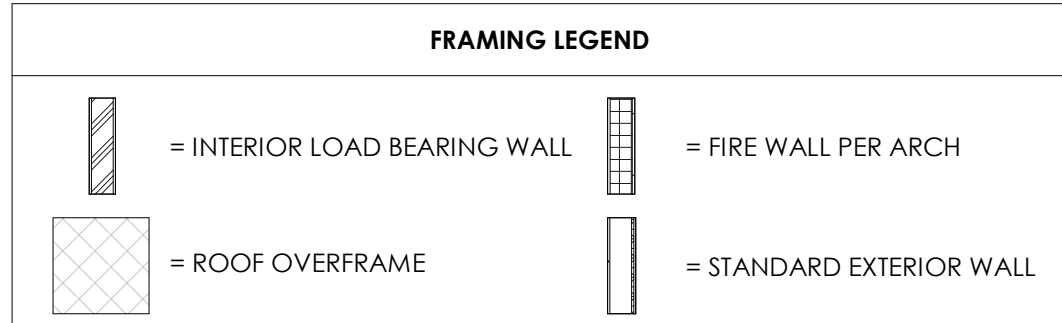 FRAMING LEGEND
= INTERIOR LOAD BEARING WALL
= FIRE WALL PER ARCH
= ROOF OVERFRAME
= STANDARD EXTERIOR WALL